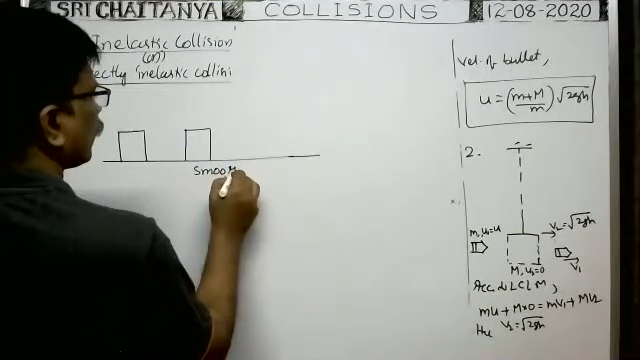 SRI CHAITANYA
COLLISIONS
12-08-2020
Inelastic Collision
(or)
ectly inelastic collisi
Smoo
Vel. of bullet,
u = (m+M/m) √2gh
2.
m, u₁=u
V₂=√2gh
M, u₂=0
V₁
Acc. to LCLM,
mu + M×0 = mV₁ + MV₂
V₂ = √2gh